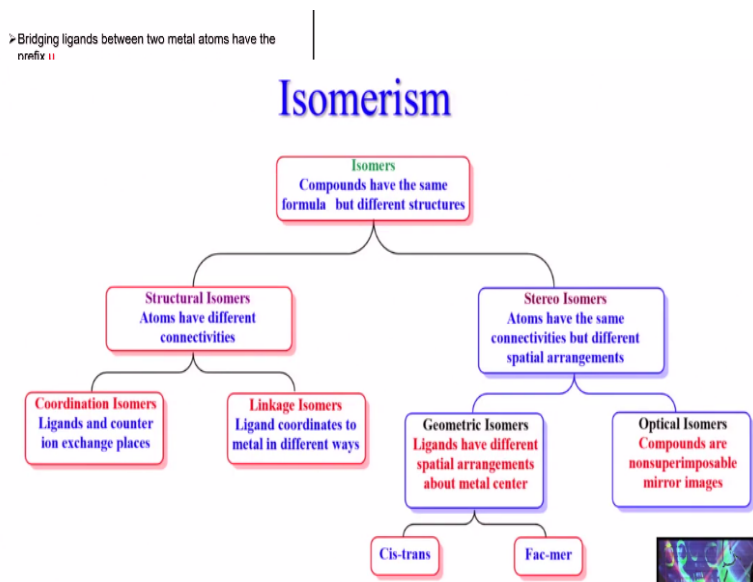 ➢Bridging ligands between two metal atoms have the
prefix μ
Isomerism
Isomers
Compounds have the same
formula but different structures
Structural Isomers
Atoms have different
connectivities
Stereo Isomers
Atoms have the same
connectivities but different
spatial arrangements
Coordination Isomers
Ligands and counter
ion exchange places
Linkage Isomers
Ligand coordinates to
metal in different ways
Geometric Isomers
Ligands have different
spatial arrangements
about metal center
Optical Isomers
Compounds are
nonsuperimposable
mirror images
Cis-trans
Fac-mer